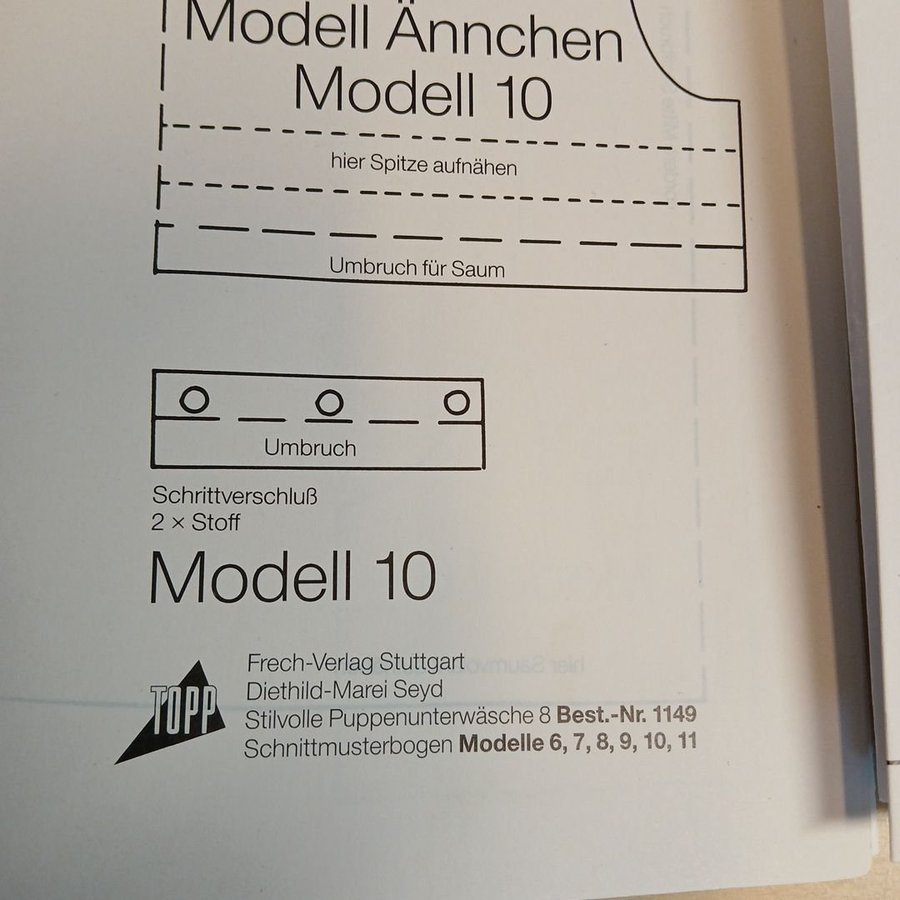 Modell Ännchen
Modell 10
hier Spitze aufnähen
Umbruch für Saum
Umbruch
Schrittverschluß
2 × Stoff
Modell 10
TOPP
Frech-Verlag Stuttgart
Diethild-Marei Seyd
Stilvolle Puppenunterwäsche 8 Best.-Nr. 1149
Schnittmusterbogen Modelle 6, 7, 8, 9, 10, 11